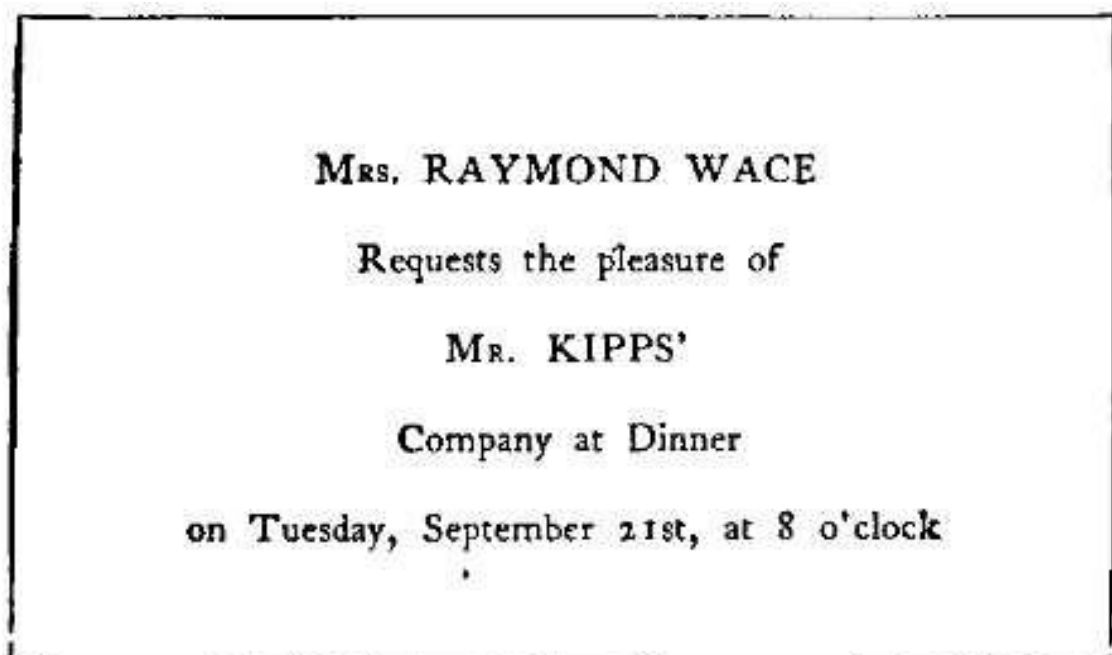 Mrs. RAYMOND WACE
Requests the pleasure of
Mr. KIPPS'
Company at Dinner
on Tuesday, September 21st, at 8 o'clock